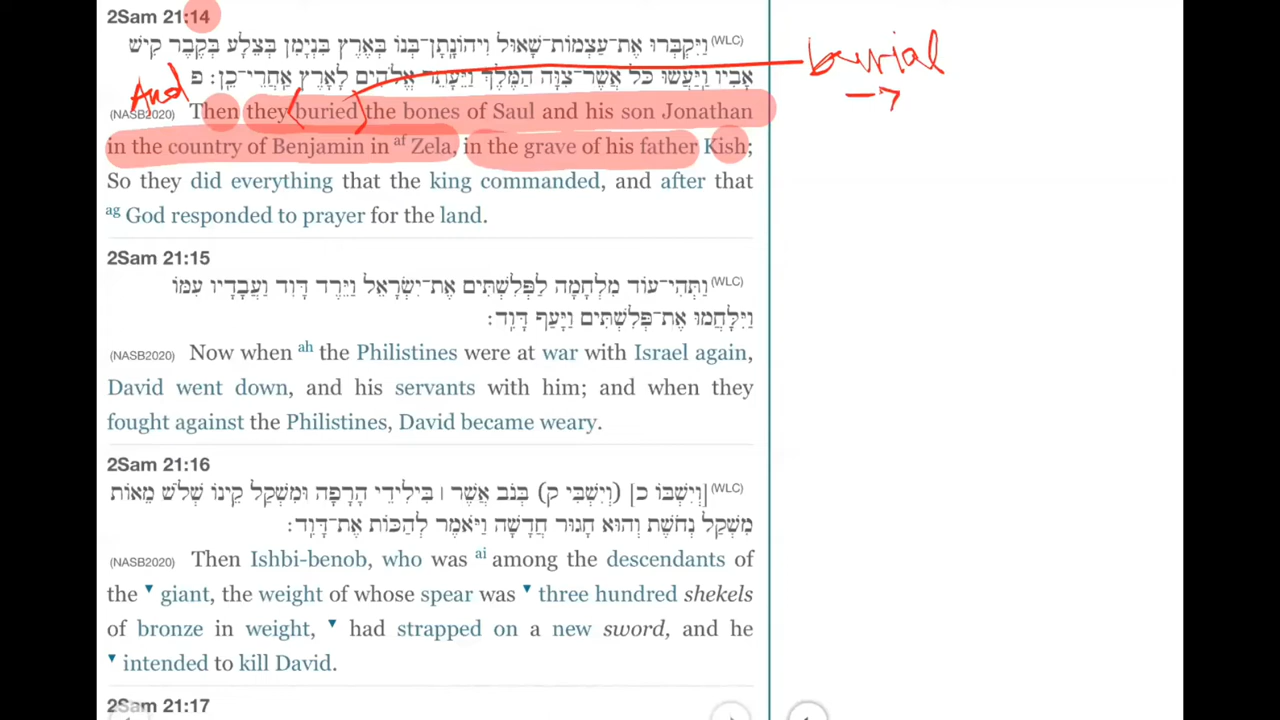 2Sam 21:14
(WLC) וַיִּקְבְּרוּ אֶת־עַצְמוֹת־שָׁאוּל וִיהוֹנָתָן־בְּנוֹ בְּאֶרֶץ בִּנְיָמִן בְּצֵלָע בְּקֶבֶר קִישׁ
אָבִיו וַיַּעֲשׂוּ כֹּל אֲשֶׁר־צִוָּה הַמֶּלֶךְ וַיֵּעָתֵר אֱלֹהִים לָאָרֶץ אַחֲרֵי־כֵן׃ פ
burial
→
And
(NASB2020) Then they (buried) the bones of Saul and his son Jonathan
in the country of Benjamin in af Zela, in the grave of his father Kish;
So they did everything that the king commanded, and after that
ag God responded to prayer for the land.
2Sam 21:15
(WLC) וַתְּהִי־עוֹד מִלְחָמָה לַפְּלִשְׁתִּים אֶת־יִשְׂרָאֵל וַיֵּרֶד דָּוִד וַעֲבָדָיו עִמּוֹ
וַיִּלָּחֲמוּ אֶת־פְּלִשְׁתִּים וַיָּעַף דָּוִד׃
(NASB2020) Now when ah the Philistines were at war with Israel again,
David went down, and his servants with him; and when they
fought against the Philistines, David became weary.
2Sam 21:16
(WLC) [וְיִשְׁבּוֹ כ] (וְיִשְׁבִּי ק) בְּנֹב אֲשֶׁר ׀ בִּילִידֵי הָרָפָה וּמִשְׁקַל קֵינוֹ שְׁלֹשׁ מֵאוֹת
מִשְׁקַל נְחֹשֶׁת וְהוּא חָגוּר חֲדָשָׁה וַיֹּאמֶר לְהַכּוֹת אֶת־דָּוִד׃
(NASB2020) Then Ishbi-benob, who was ai among the descendants of
the ▼ giant, the weight of whose spear was ▼ three hundred shekels
of bronze in weight, ▼ had strapped on a new sword, and he
▼ intended to kill David.
2Sam 21:17